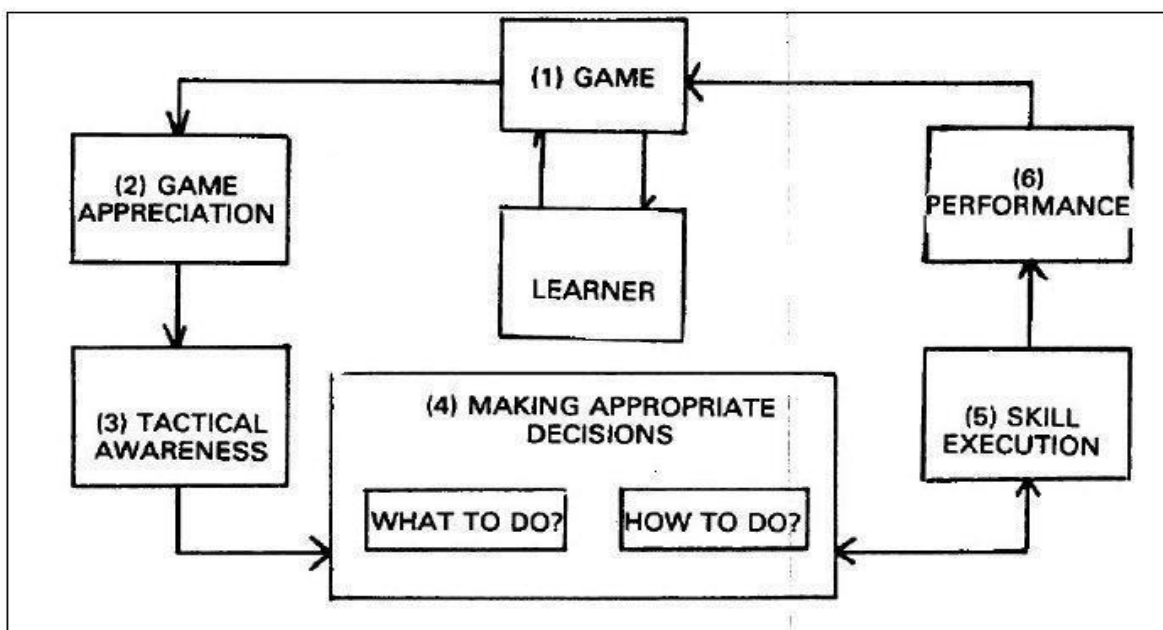 (1) GAME
(2) GAME
APPRECIATION
LEARNER
(3) TACTICAL
AWARENESS
(4) MAKING APPROPRIATE
DECISIONS
WHAT TO DO?
HOW TO DO?
(5) SKILL
EXECUTION
(6)
PERFORMANCE